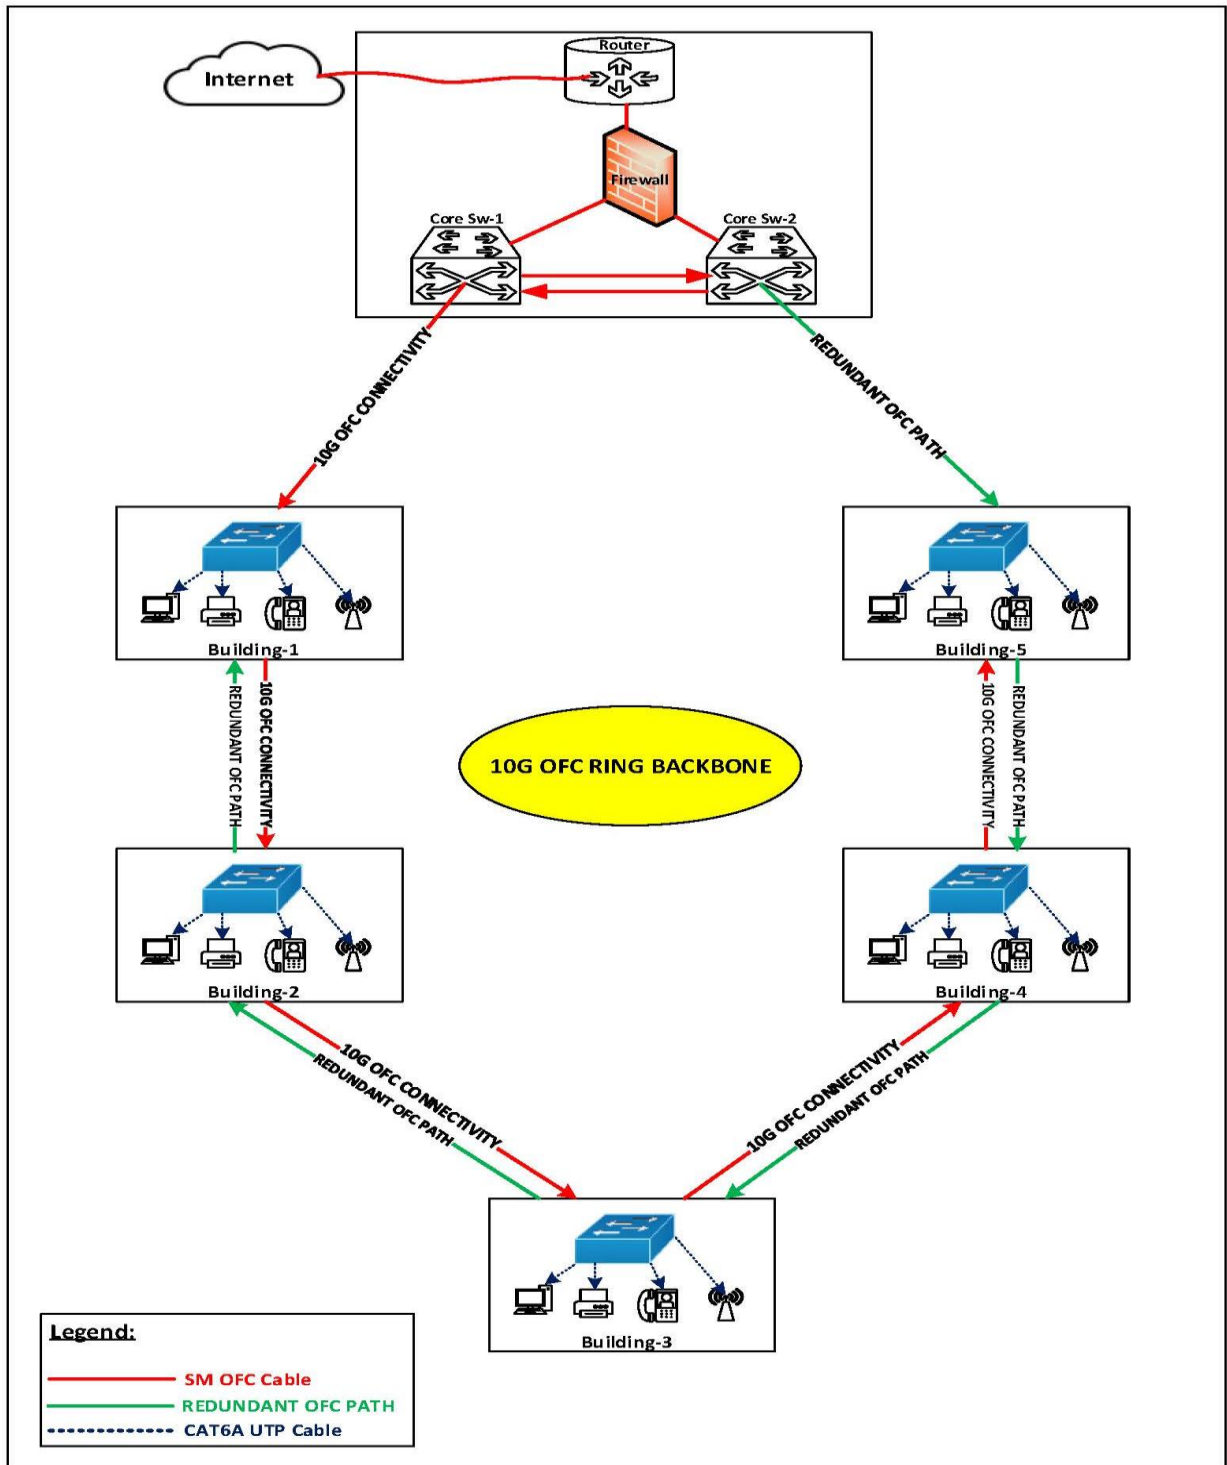 Router
Internet
Firewall
Core Sw-1
Core Sw-2
10G OFC CONNECTIVITY
REDUNDANT OFC PATH
Building-1
Building-5
REDUNDANT OFC PATH
10G OFC CONNECTIVITY
10G OFC CONNECTIVITY
REDUNDANT OFC PATH
10G OFC RING BACKBONE
Building-2
Building-4
10G OFC CONNECTIVITY
REDUNDANT OFC PATH
10G OFC CONNECTIVITY
REDUNDANT OFC PATH
Building-3
Legend:
SM OFC Cable
REDUNDANT OFC PATH
CAT6A UTP Cable